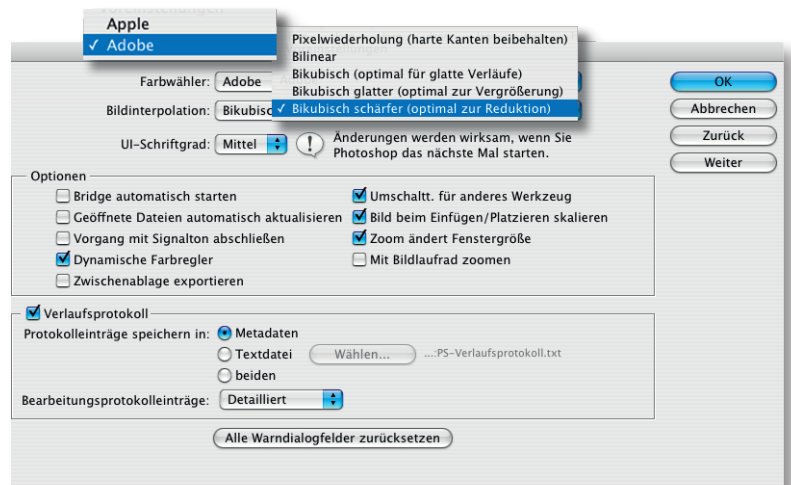 Voreinstellungen
Apple
✓ Adobe
Pixelwiederholung (harte Kanten beibehalten)
Bilinear
Bikubisch (optimal für glatte Verläufe)
Bikubisch glatter (optimal zur Vergrößerung)
✓ Bikubisch schärfer (optimal zur Reduktion)
Farbwähler: Adobe
Bildinterpolation: Bikubisc
UI-Schriftgrad: Mittel
Änderungen werden wirksam, wenn Sie
Photoshop das nächste Mal starten.
OK
Abbrechen
Zurück
Weiter
Optionen
Bridge automatisch starten
Geöffnete Dateien automatisch aktualisieren
Vorgang mit Signalton abschließen
Dynamische Farbregler
Zwischenablage exportieren
Umschaltt. für anderes Werkzeug
Bild beim Einfügen/Platzieren skalieren
Zoom ändert Fenstergröße
Mit Bildlaufrad zoomen
Verlaufsprotokoll
Protokolleinträge speichern in: Metadaten
Textdatei Wählen... ...:PS-Verlaufsprotokoll.txt
beiden
Bearbeitungsprotokolleinträge: Detailliert
Alle Warndialogfelder zurücksetzen